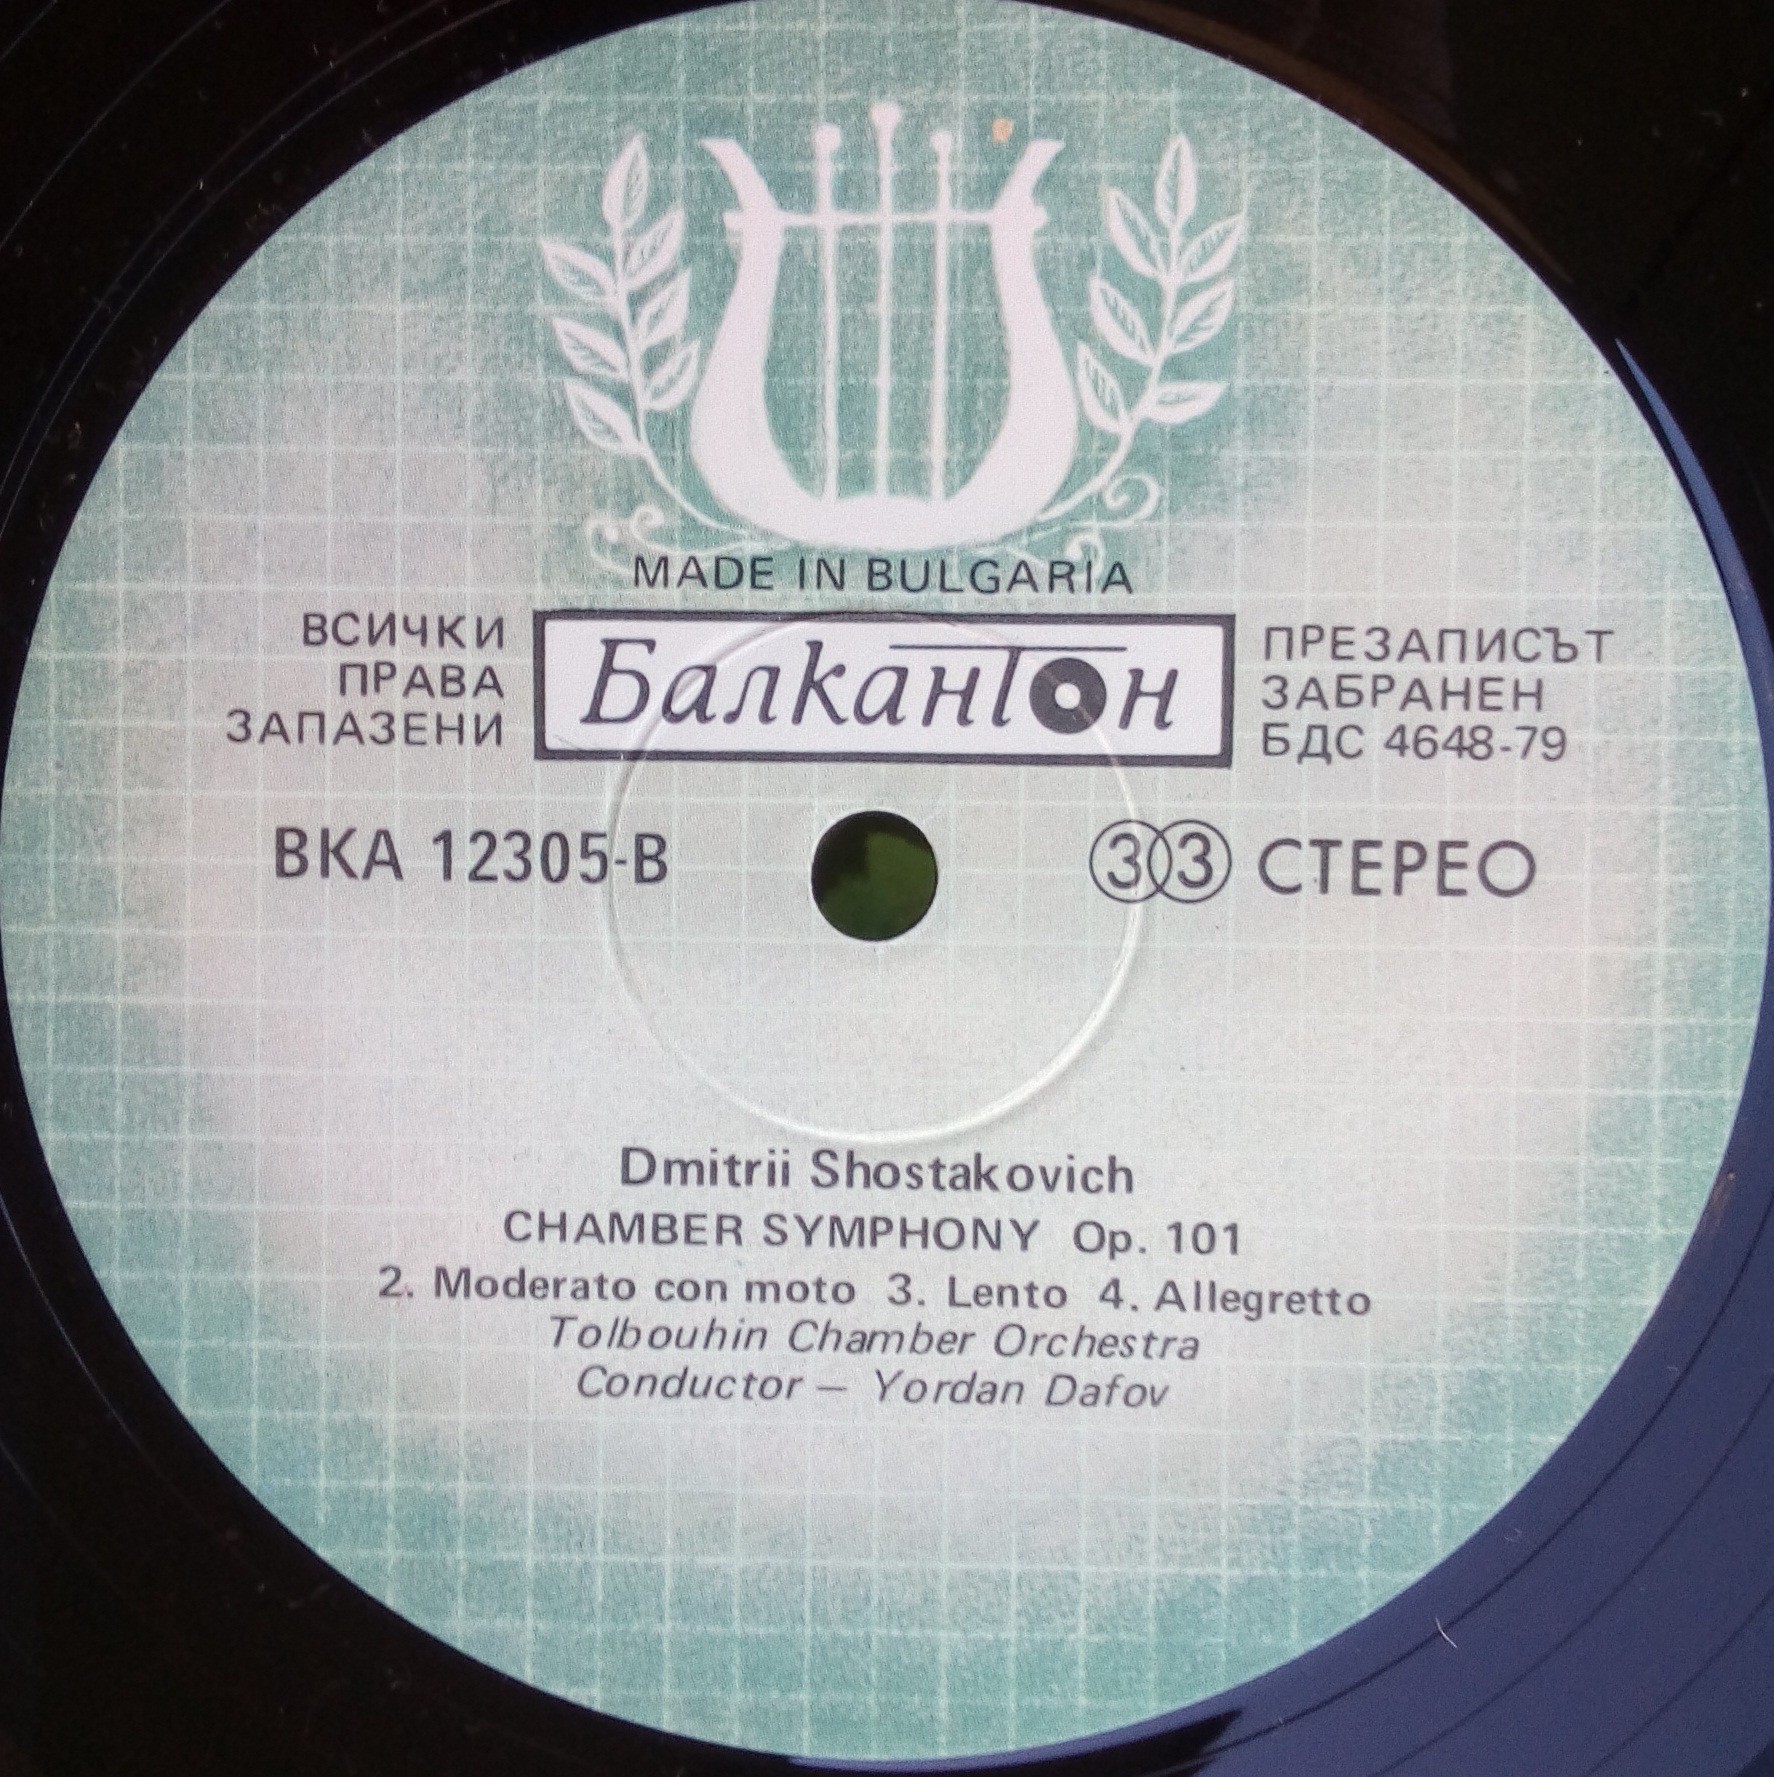 MADE IN BULGARIA
ВСИЧКИ
ПРАВА
ЗАПАЗЕНИ
Балкантон
ПРЕЗАПИСЪТ
ЗАБРАНЕН
БДС 4648-79
ВКА 12305-В
33 СТЕРЕО
Dmitrii Shostakovich
CHAMBER SYMPHONY Op. 101
2. Moderato con moto 3. Lento 4. Allegretto
Tolbouhin Chamber Orchestra
Conductor – Yordan Dafov